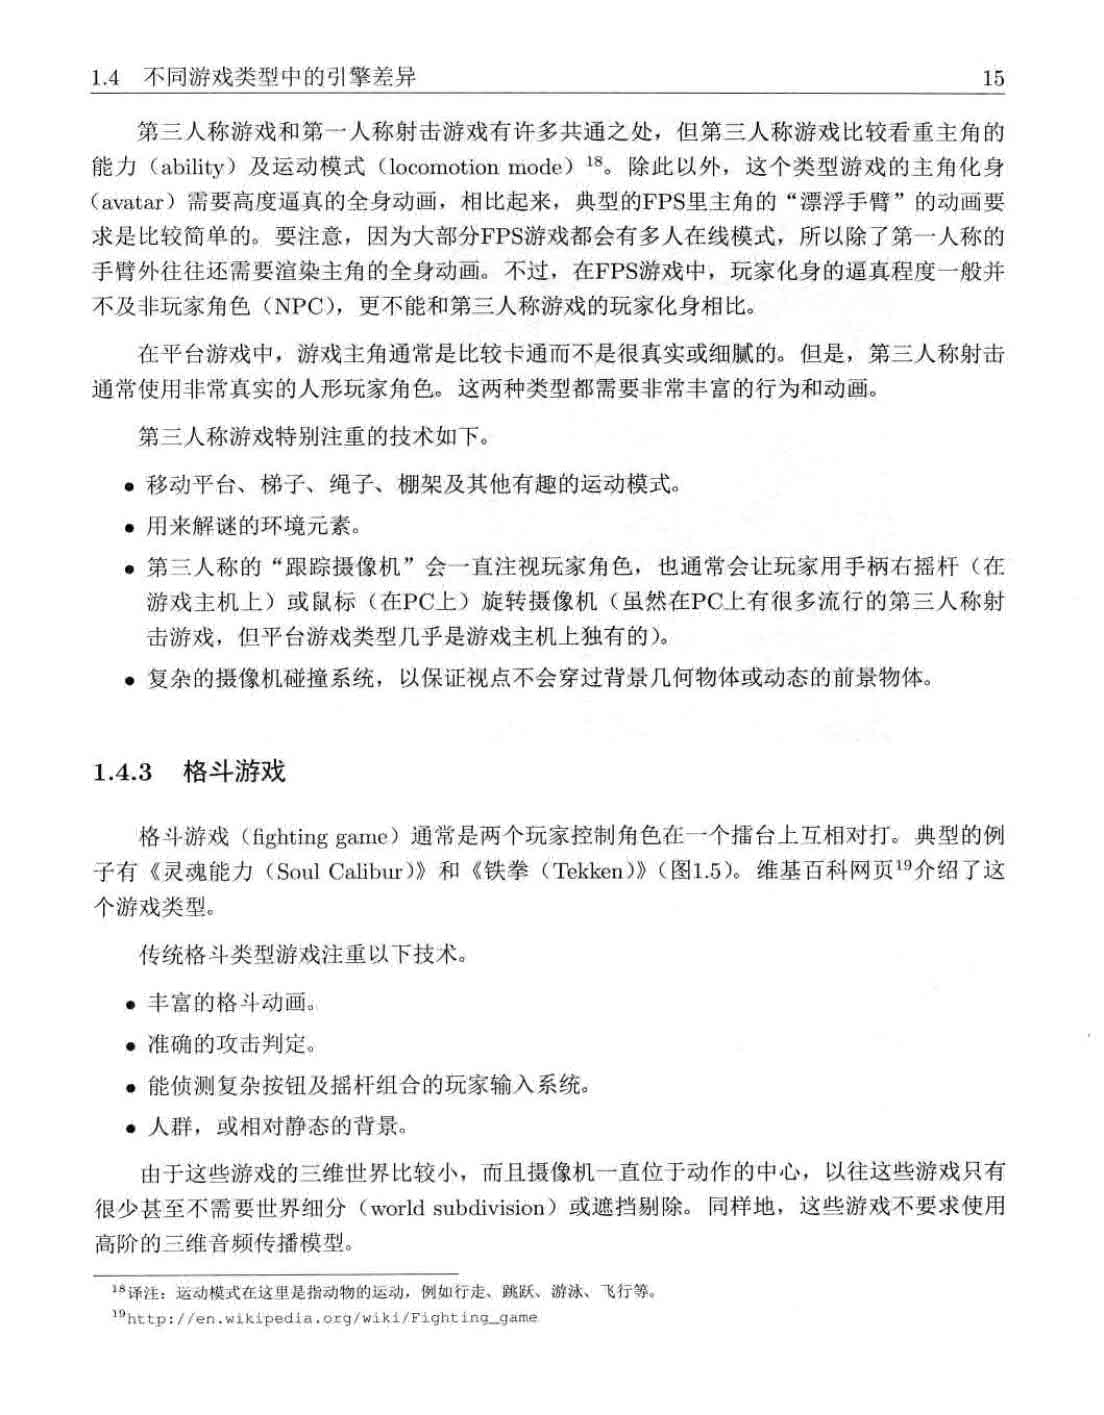 1.4 不同游戏类型中的引擎差异 15
第三人称游戏和第一人称射击游戏有许多共通之处，但第三人称游戏比较看重主角的
能力（ability）及运动模式（locomotion mode）18。除此以外，这个类型游戏的主角化身
（avatar）需要高度逼真的全身动画，相比起来，典型的FPS里主角的“漂浮手臂”的动画要
求是比较简单的。要注意，因为大部分FPS游戏都会有多人在线模式，所以除了第一人称的
手臂外往往还需要渲染主角的全身动画。不过，在FPS游戏中，玩家化身的逼真程度一般并
不及非玩家角色（NPC），更不能和第三人称游戏的玩家化身相比。
在平台游戏中，游戏主角通常是比较卡通而不是很真实或细腻的。但是，第三人称射击
通常使用非常真实的人形玩家角色。这两种类型都需要非常丰富的行为和动画。
第三人称游戏特别注重的技术如下。
● 移动平台、梯子、绳子、棚架及其他有趣的运动模式。
● 用来解谜的环境元素。
● 第三人称的“跟踪摄像机”会一直注视玩家角色，也通常会让玩家用手柄右摇杆（在
游戏主机上）或鼠标（在PC上）旋转摄像机（虽然在PC上有很多流行的第三人称射
击游戏，但平台游戏类型几乎是游戏主机上独有的）。
● 复杂的摄像机碰撞系统，以保证视点不会穿过背景几何物体或动态的前景物体。
1.4.3 格斗游戏
格斗游戏（fighting game）通常是两个玩家控制角色在一个擂台上互相对打。典型的例
子有《灵魂能力（Soul Calibur）》和《铁拳（Tekken）》（图1.5）。维基百科网页19介绍了这
个游戏类型。
传统格斗类型游戏注重以下技术。
● 丰富的格斗动画。
● 准确的攻击判定。
● 能侦测复杂按钮及摇杆组合的玩家输入系统。
● 人群，或相对静态的背景。
由于这些游戏的三维世界比较小，而且摄像机一直位于动作的中心，以往这些游戏只有
很少甚至不需要世界细分（world subdivision）或遮挡剔除。同样地，这些游戏不要求使用
高阶的三维音频传播模型。
18译注：运动模式在这里是指动物的运动，例如行走、跳跃、游泳、飞行等。
19http://en.wikipedia.org/wiki/Fighting_game